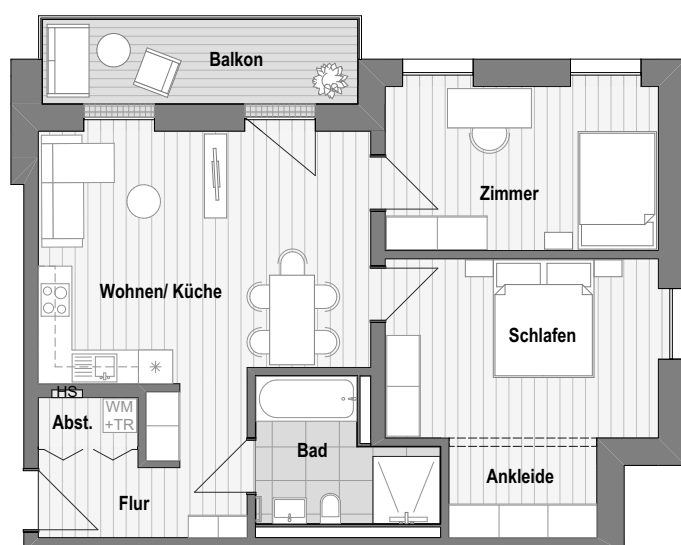 Balkon
Zimmer
Wohnen/ Küche
Schlafen
HS
Abst.
WM
+TR
Bad
Ankleide
Flur